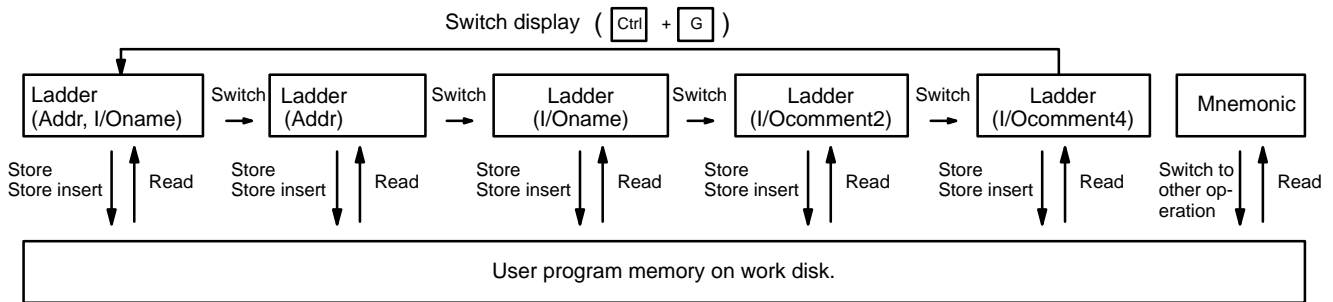 Switch display ( Ctrl + G )
Ladder
(Addr, I/Oname)
Switch
Ladder
(Addr)
Switch
Ladder
(I/Oname)
Switch
Ladder
(I/Ocomment2)
Switch
Ladder
(I/Ocomment4)
Mnemonic
Store
Store insert
Read
Store
Store insert
Read
Store
Store insert
Read
Store
Store insert
Read
Store
Store insert
Read
Switch to
other op-
eration
Read
User program memory on work disk.